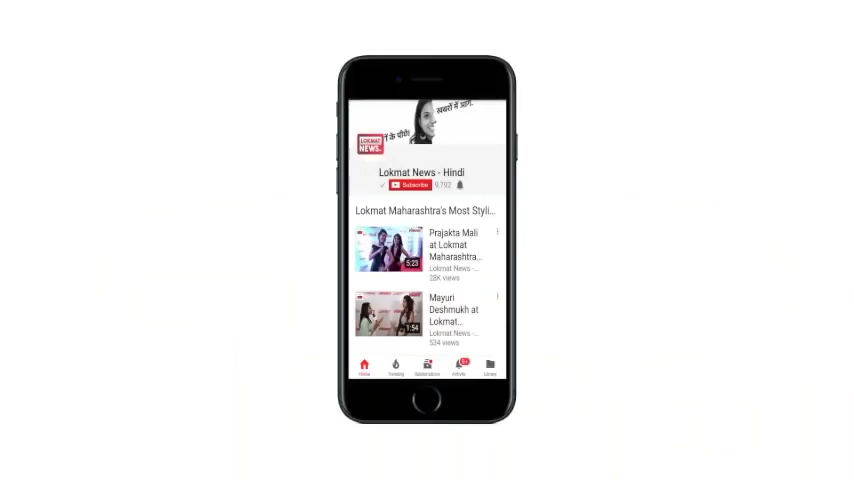 खबरों में आग..
के पीछे!
LOKMAT
NEWS
Lokmat News - Hindi
Subscribe 9,792
Lokmat Maharashtra's Most Styli...
Prajakta Mali
at Lokmat
Maharashtra...
Lokmat News -...
28K views
5:23
Mayuri
Deshmukh at
Lokmat...
Lokmat News -...
534 views
1:54
Home Trending Subscriptions Activity Library